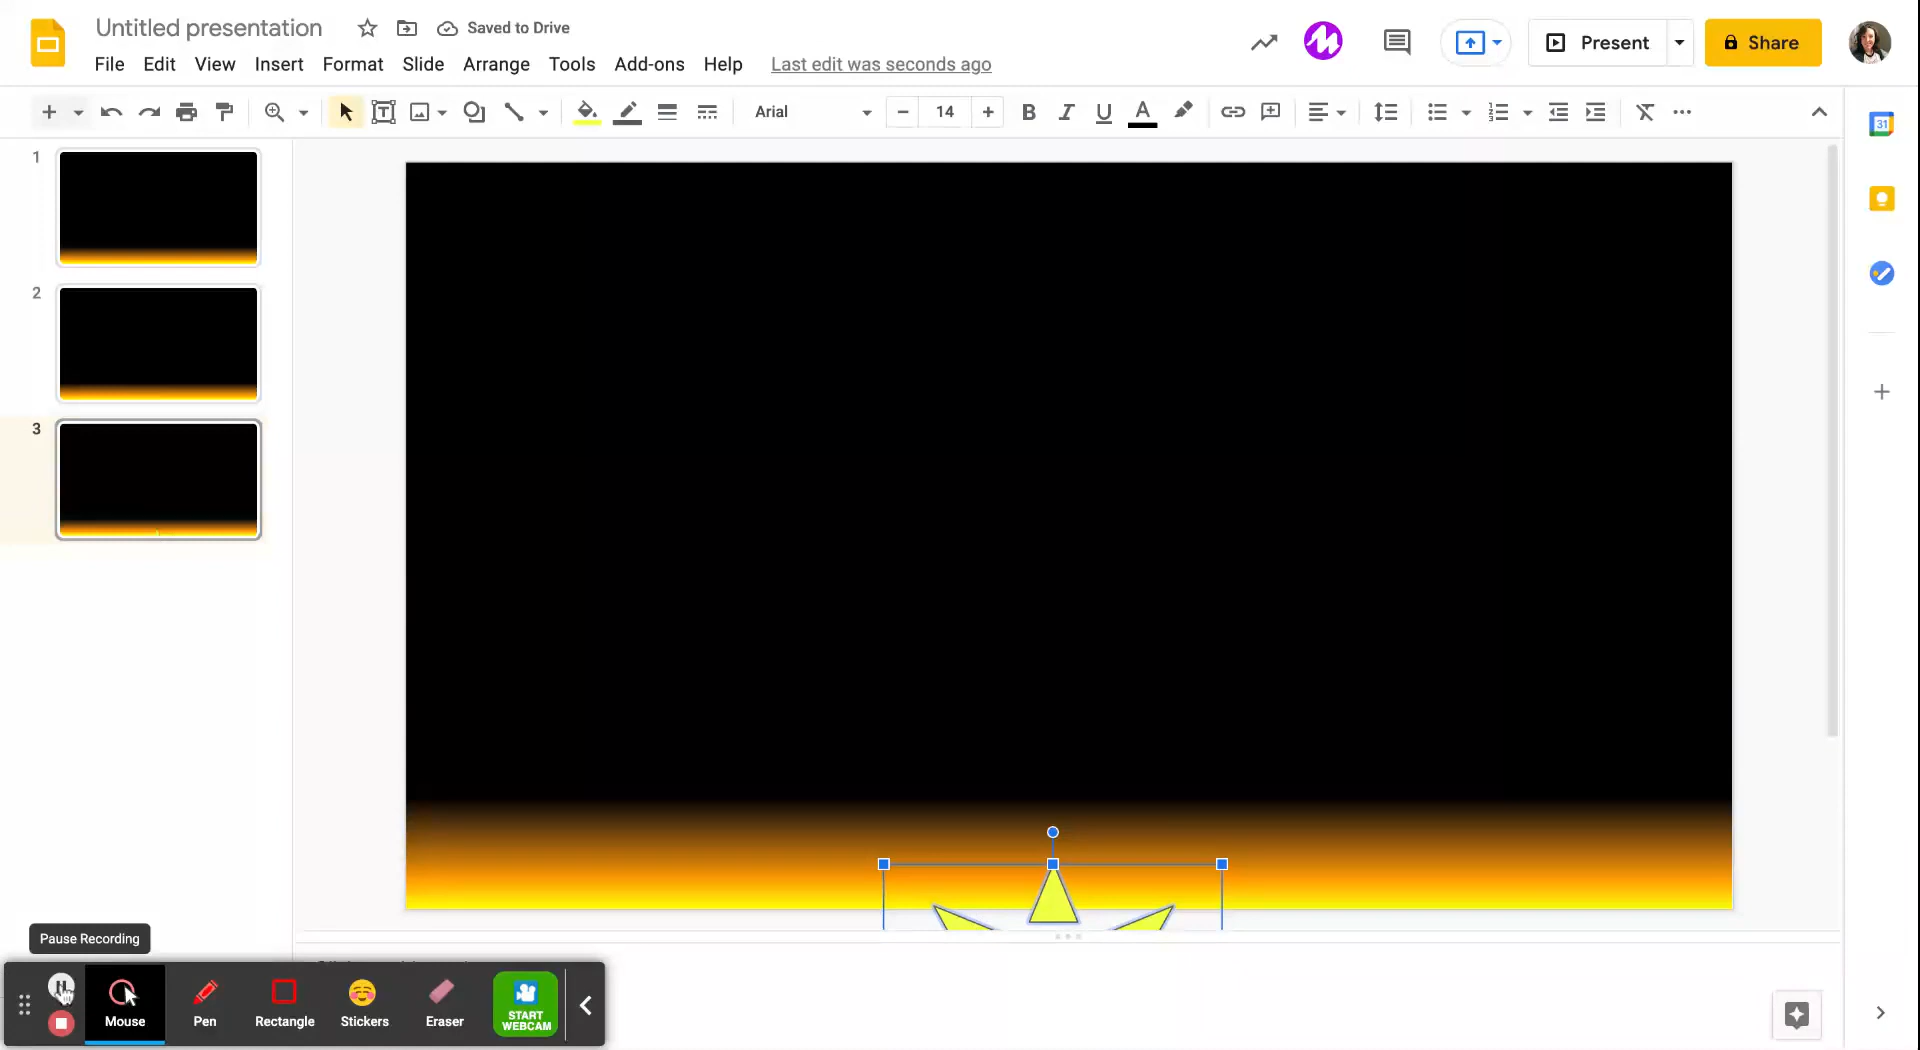 Untitled presentation Saved to Drive
Present
Share
File Edit View Insert Format Slide Arrange Tools Add-ons Help Last edit was seconds ago
Arial 14 B I U A
31
1
2
3
Pause Recording
Mouse Pen Rectangle Stickers Eraser START
WEBCAM